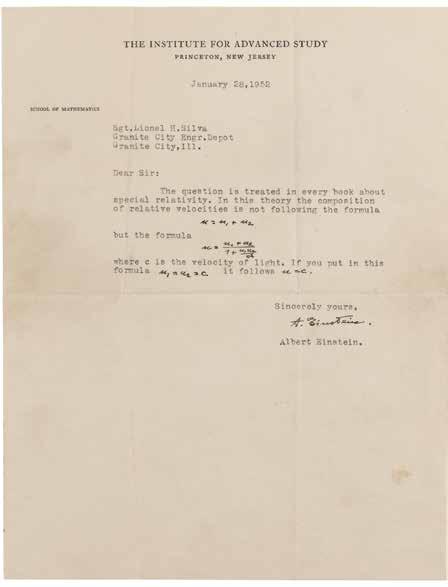 THE INSTITUTE FOR ADVANCED STUDY
PRINCETON, NEW JERSEY
January 28,1952
SCHOOL OF MATHEMATICS
Sgt.Lionel H.Silva
Granite City Engr.Depot
Granite City,Ill.
Dear Sir:
The question is treated in every book about
special relativity. In this theory the composition
of relative velocities is not following the formula
u = u₁ + u₂
but the formula
u = (u₁ + u₂) / (1 + u₁u₂/c²)
where c is the velocity of light. If you put in this
formula u₁ = u₂ = c. it follows u = c.
Sincerely yours,
A. Einstein.
Albert Einstein.